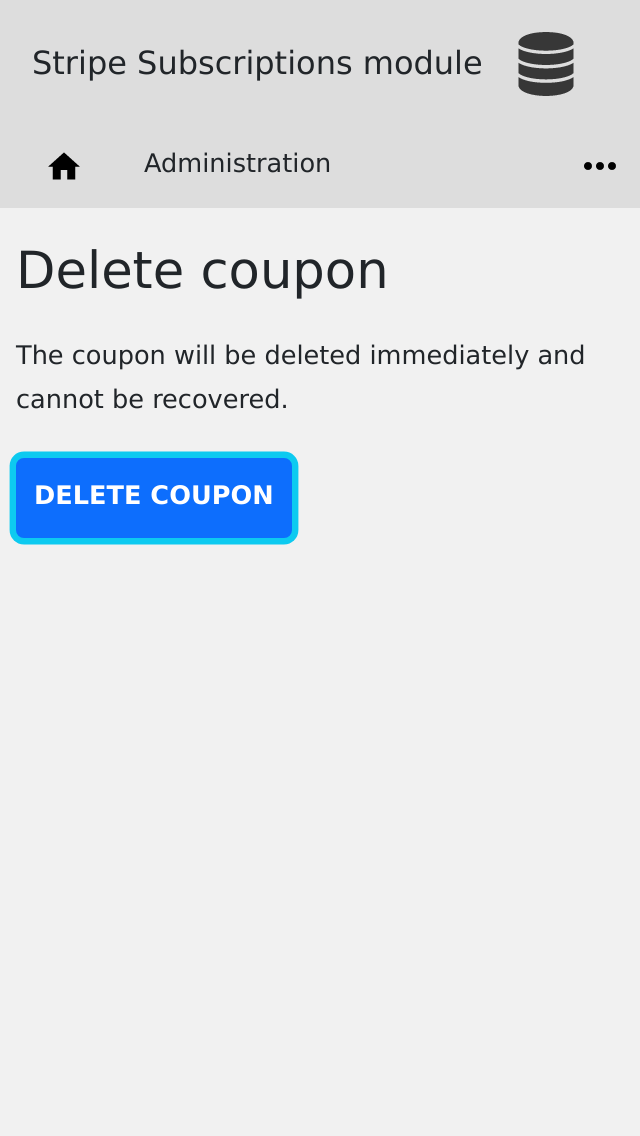 Stripe Subscriptions module
Administration
Delete coupon
The coupon will be deleted immediately and
cannot be recovered.
DELETE COUPON